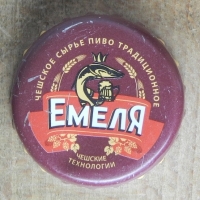 ЧЕШСКОЕ СЫРЬЕ ПИВО ТРАДИЦИОННОЕ
ЕМЕЛЯ
ЧЕШСКИЕ
ТЕХНОЛОГИИ